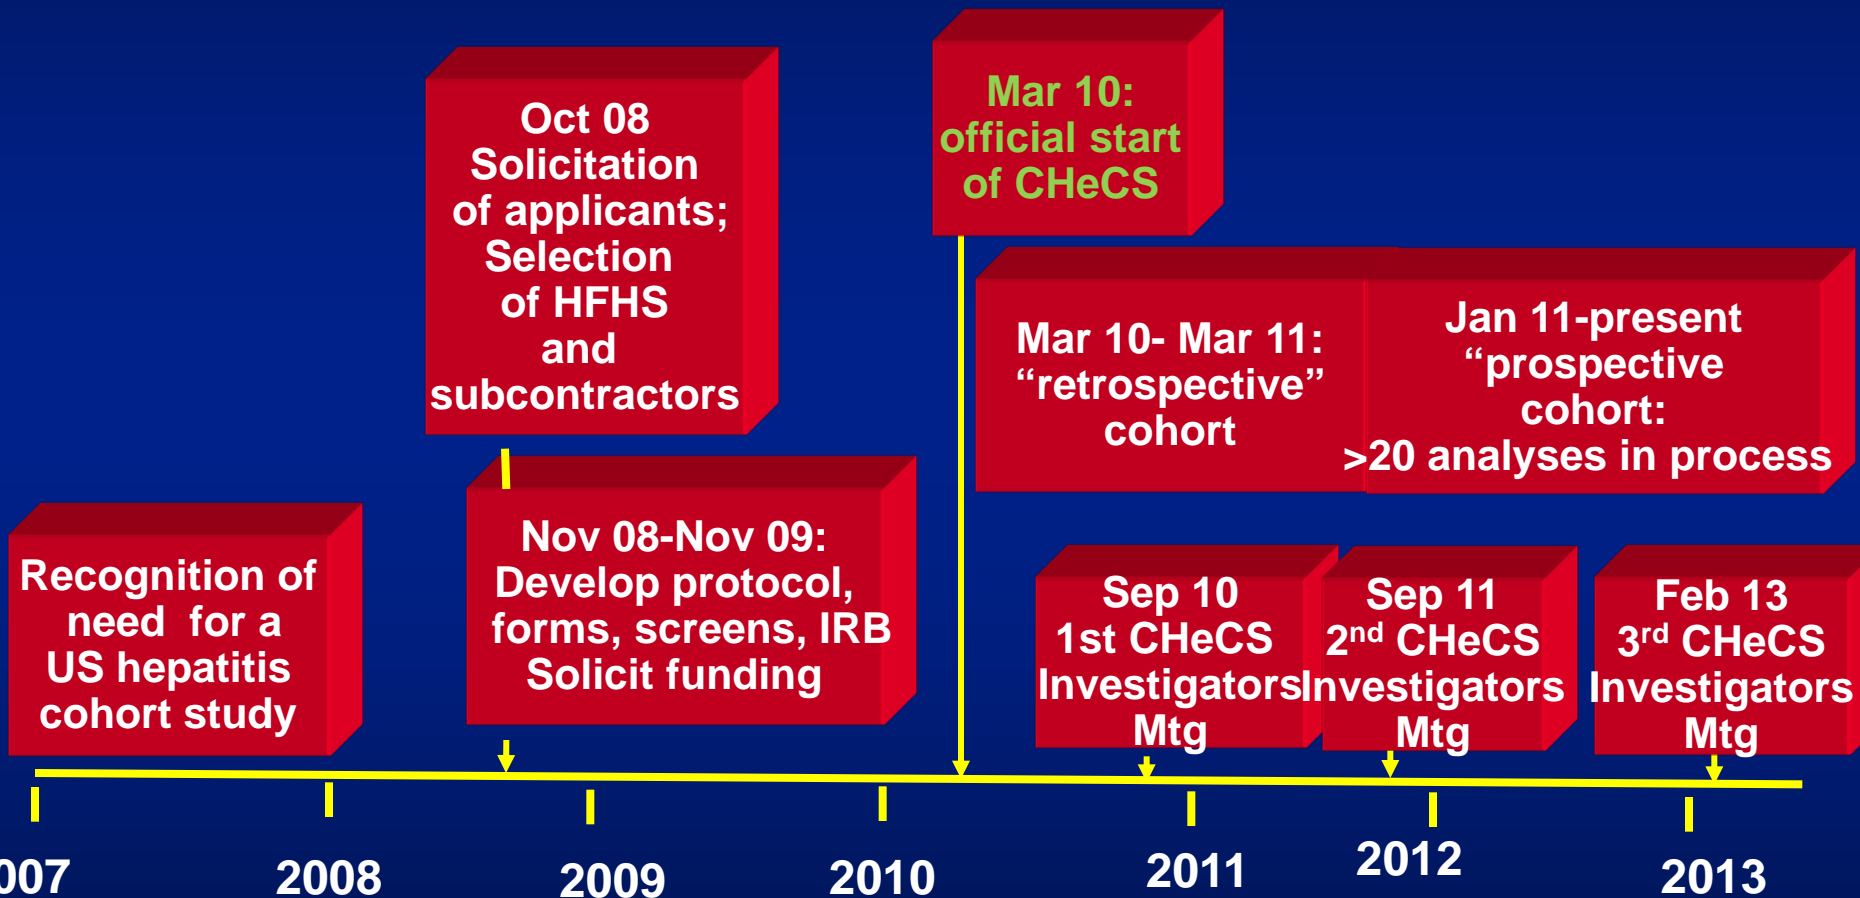 Oct 08
Solicitation
of applicants;
Selection
of HFHS
and
subcontractors
Mar 10:
official start
of CHeCS
Mar 10- Mar 11:
“retrospective”
cohort
Jan 11-present
“prospective
cohort:
>20 analyses in process
Recognition of
need for a
US hepatitis
cohort study
Nov 08-Nov 09:
Develop protocol,
forms, screens, IRB
Solicit funding
Sep 10
1st CHeCS
Investigators
Mtg
Sep 11
2nd CHeCS
Investigators
Mtg
Feb 13
3rd CHeCS
Investigators
Mtg
007
2008
2009
2010
2011
2012
2013